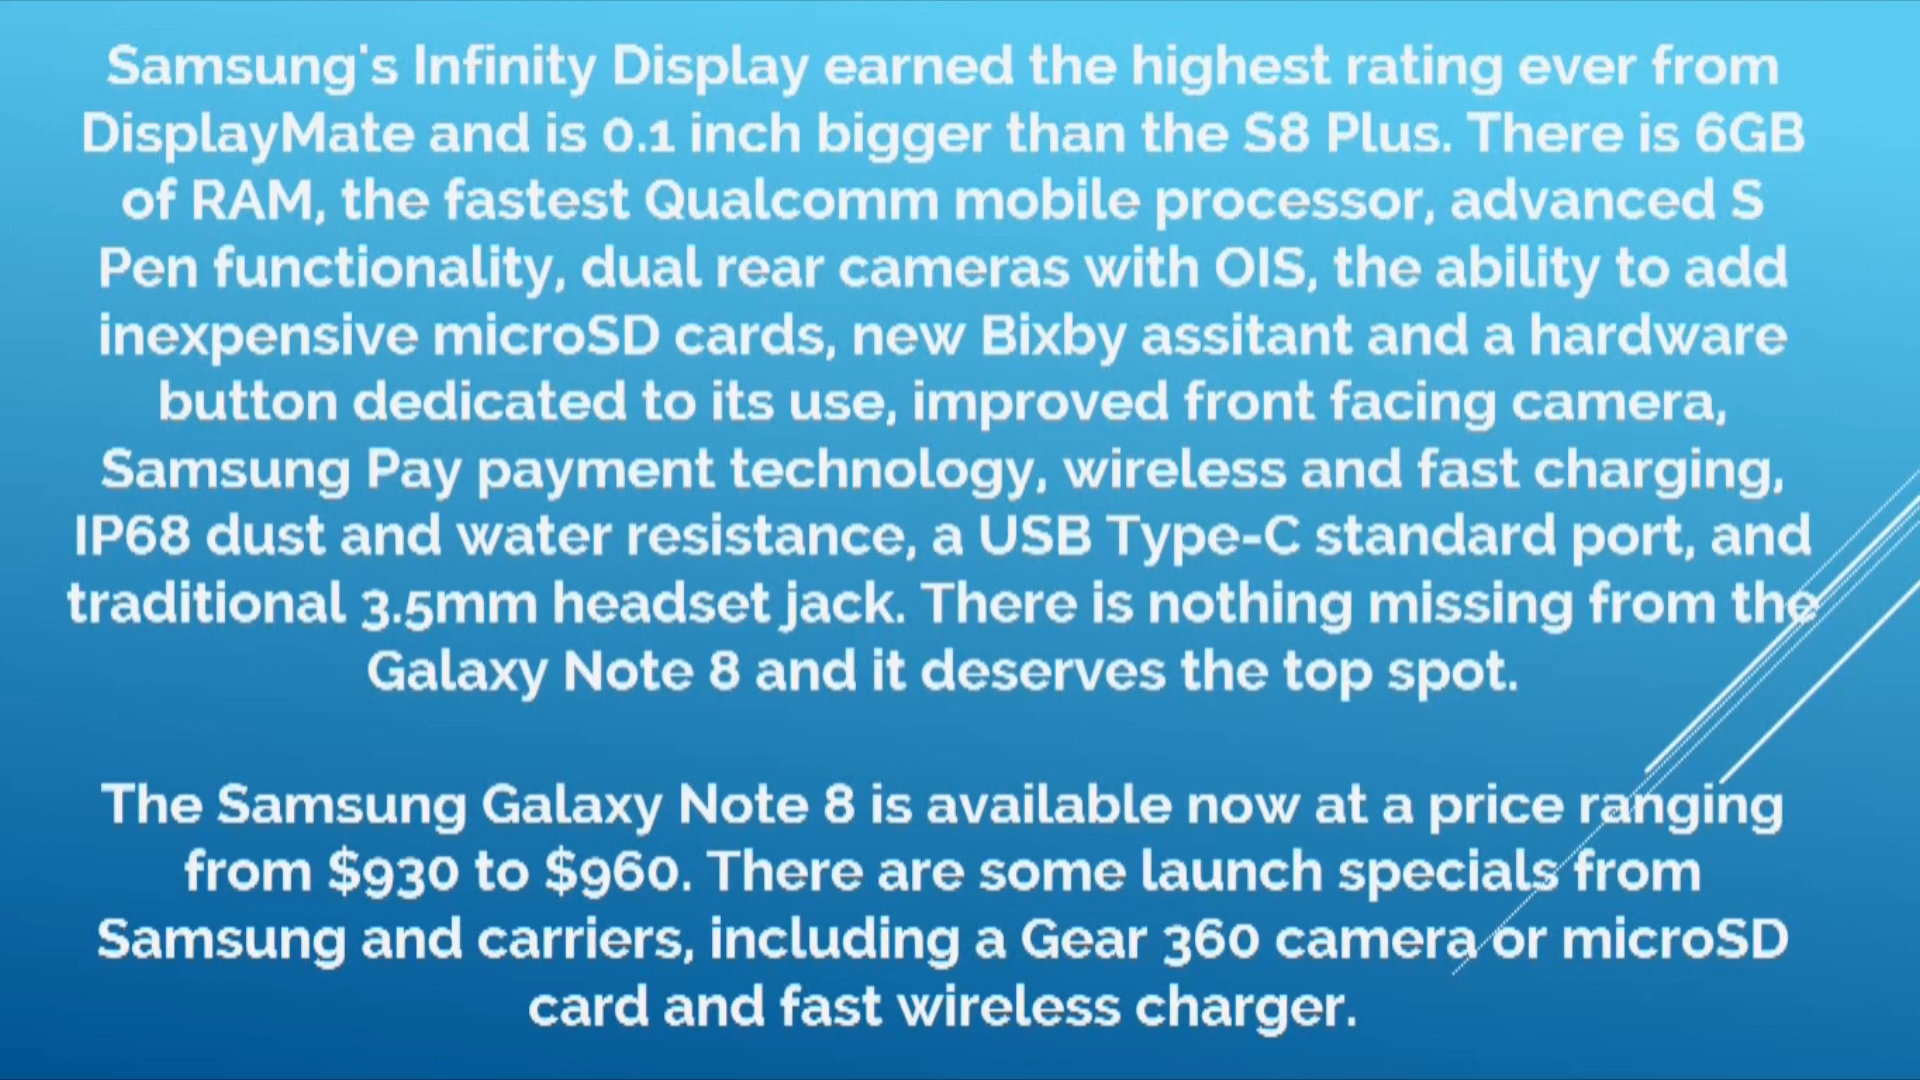 Samsung's Infinity Display earned the highest rating ever from
DisplayMate and is 0.1 inch bigger than the S8 Plus. There is 6GB
of RAM, the fastest Qualcomm mobile processor, advanced S
Pen functionality, dual rear cameras with OIS, the ability to add
inexpensive microSD cards, new Bixby assitant and a hardware
button dedicated to its use, improved front facing camera,
Samsung Pay payment technology, wireless and fast charging,
IP68 dust and water resistance, a USB Type-C standard port, and
traditional 3.5mm headset jack. There is nothing missing from the
Galaxy Note 8 and it deserves the top spot.
The Samsung Galaxy Note 8 is available now at a price ranging
from $930 to $960. There are some launch specials from
Samsung and carriers, including a Gear 360 camera or microSD
card and fast wireless charger.